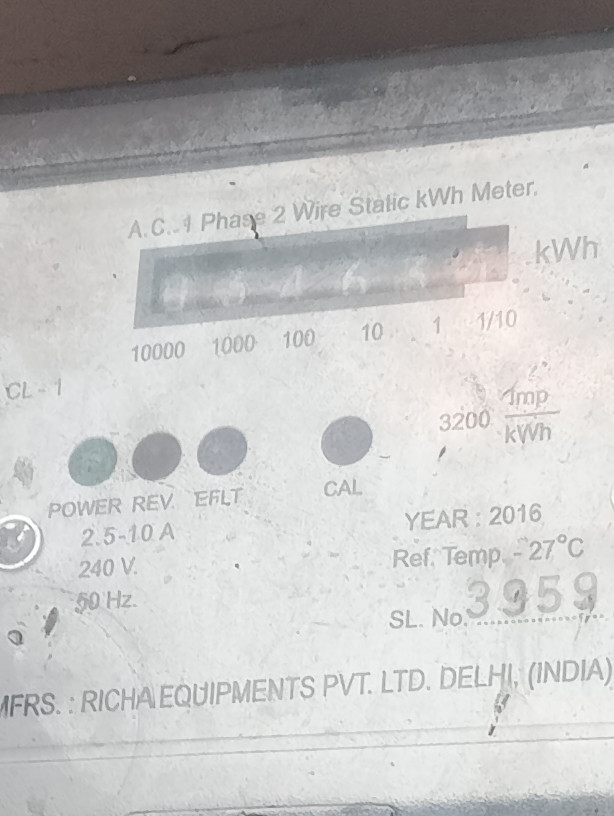 A.C. 1 Phase 2 Wire Static kWh Meter.
kWh
10000 1000 100 10 1 1/10
CL - 1
3200 1mp/kWh
POWER REV. EFLT CAL
2.5-10 A
240 V.
50 Hz.
YEAR : 2016
Ref. Temp. - 27°C
SL. No. 3959
MFRS. : RICHA EQUIPMENTS PVT. LTD. DELHI, (INDIA)